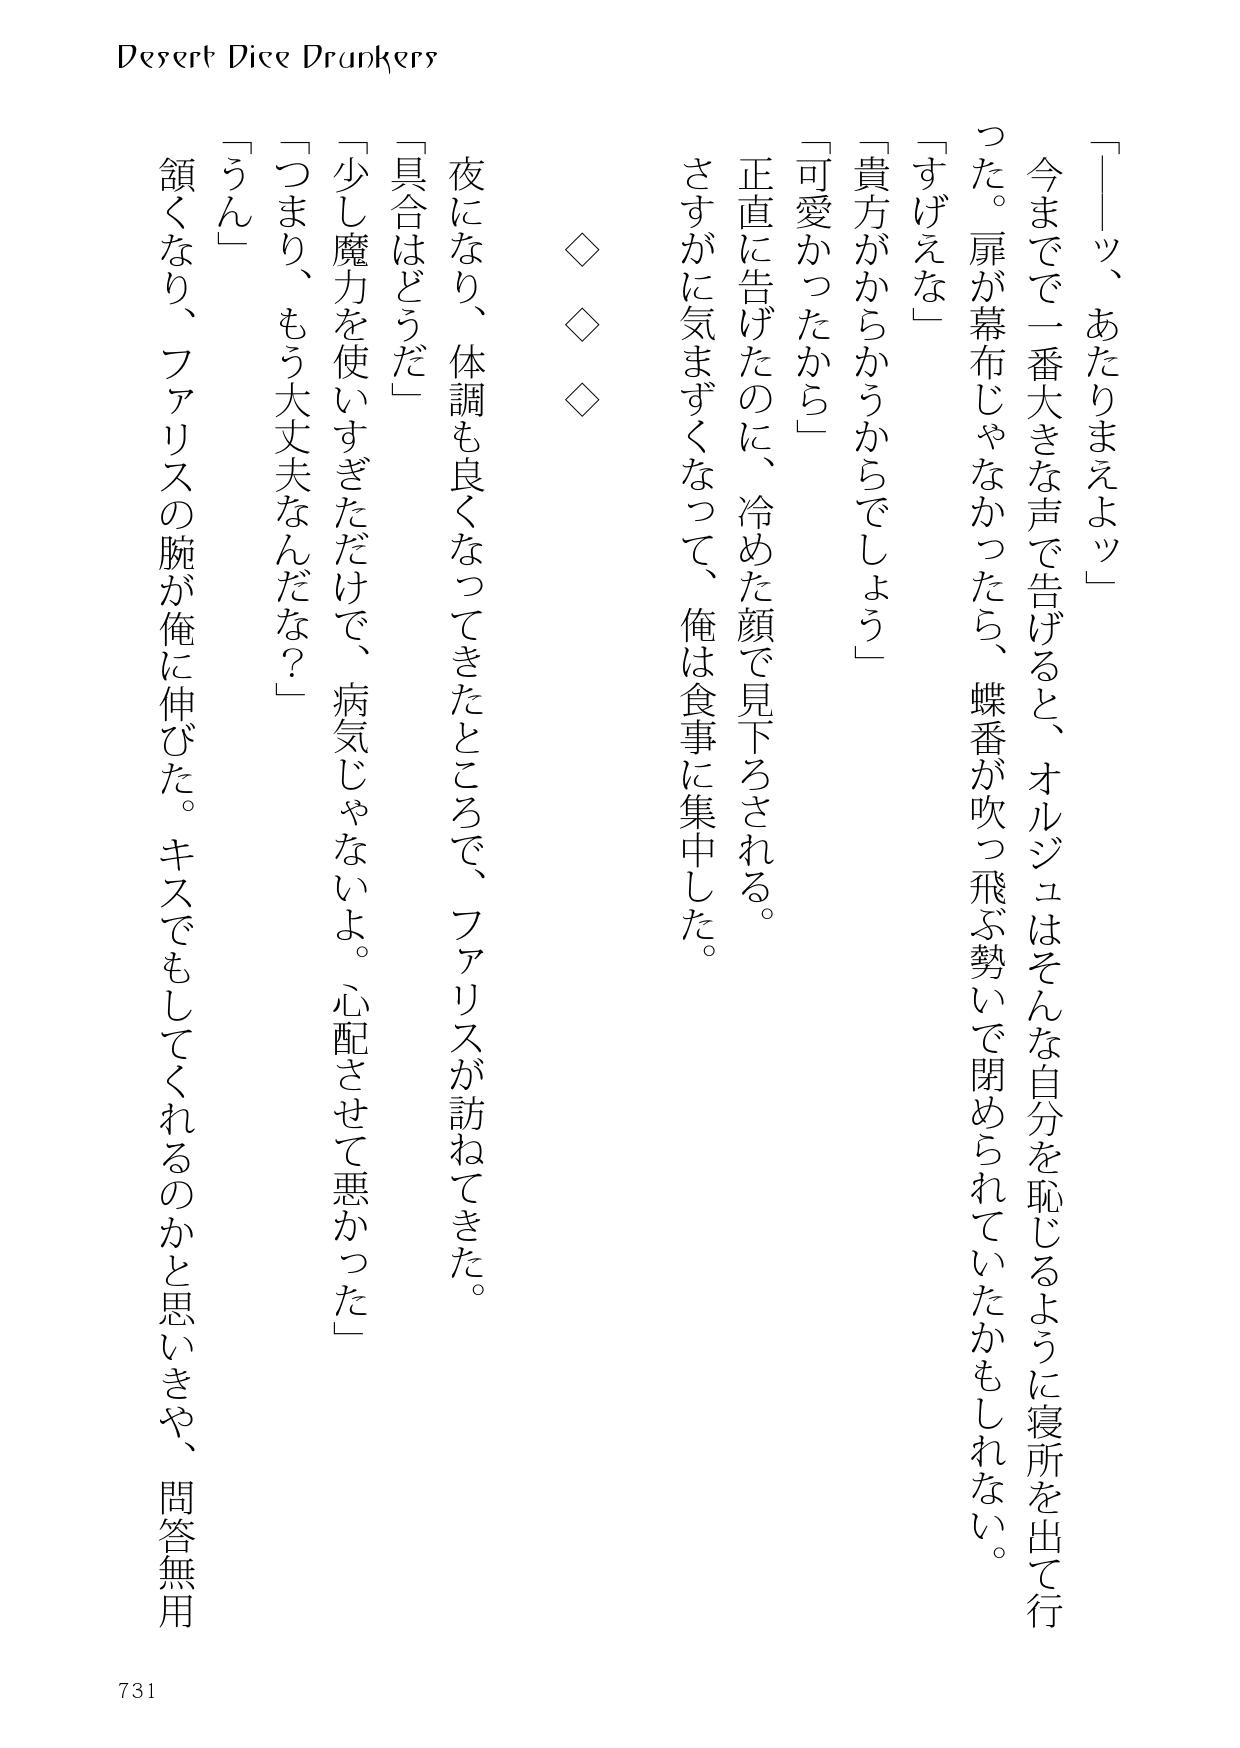 Desert Dice Drunkers
「――ッ、あたりまえよッ」
今までで一番大きな声で告げると、オルジュはそんな自分を恥じるように寝所を出て行
った。扉が幕布じゃなかったら、蝶番が吹っ飛ぶ勢いで閉められていたかもしれない。
「すげえな」
「貴方がからかうからでしょう」
「可愛かったから」
正直に告げたのに、冷めた顔で見下ろされる。
さすがに気まずくなって、俺は食事に集中した。
◇ ◇ ◇
夜になり、体調も良くなってきたところで、ファリスが訪ねてきた。
「具合はどうだ」
「少し魔力を使いすぎただけで、病気じゃないよ。心配させて悪かった」
「つまり、もう大丈夫なんだな?」
「うん」
頷くなり、ファリスの腕が俺に伸びた。キスでもしてくれるのかと思いきや、問答無用
731